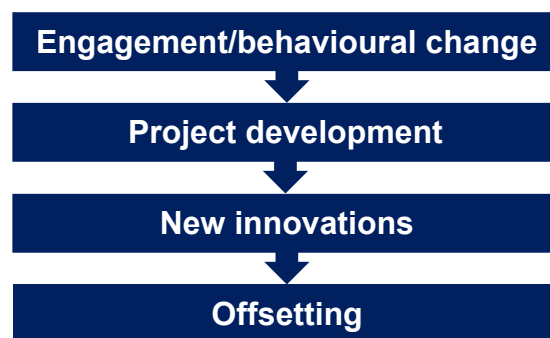 Engagement/behavioural change
Project development
New innovations
Offsetting